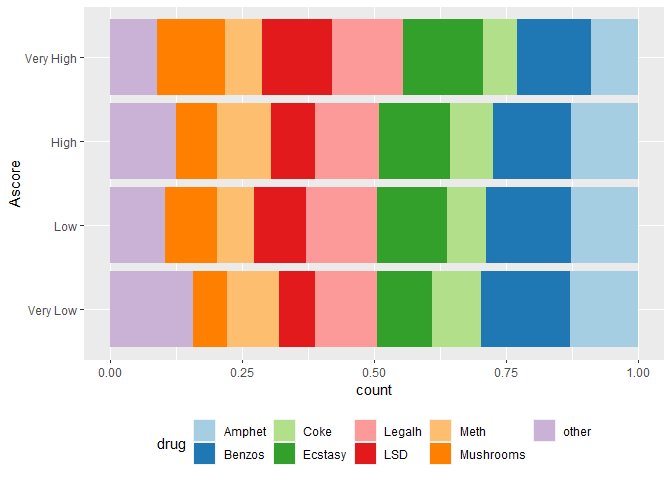 Very High
High
Low
Very Low
Ascore
0.00 0.25 0.50 0.75 1.00
count
drug
Amphet Coke Legalh Meth other
Benzos Ecstasy LSD Mushrooms